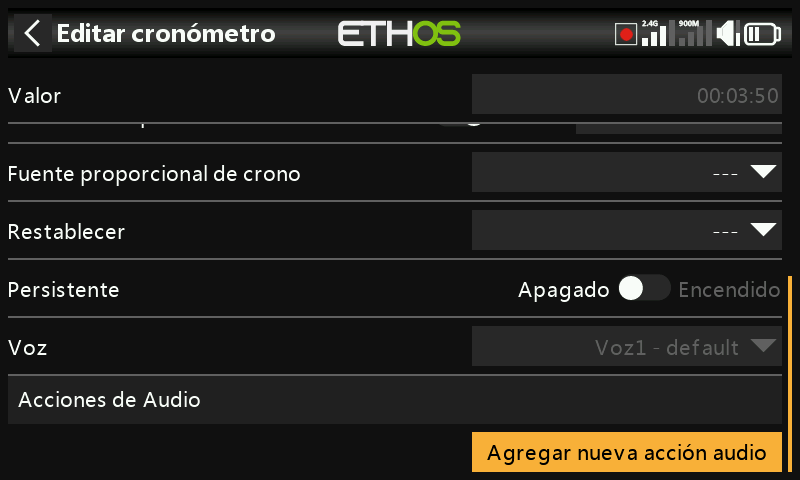 Editar cronómetro
ETHOS
2.4G
900M
Valor
00:03:50
Fuente proporcional de crono
---
Restablecer
---
Persistente
Apagado
Encendido
Voz
Voz1 - default
Acciones de Audio
Agregar nueva acción audio